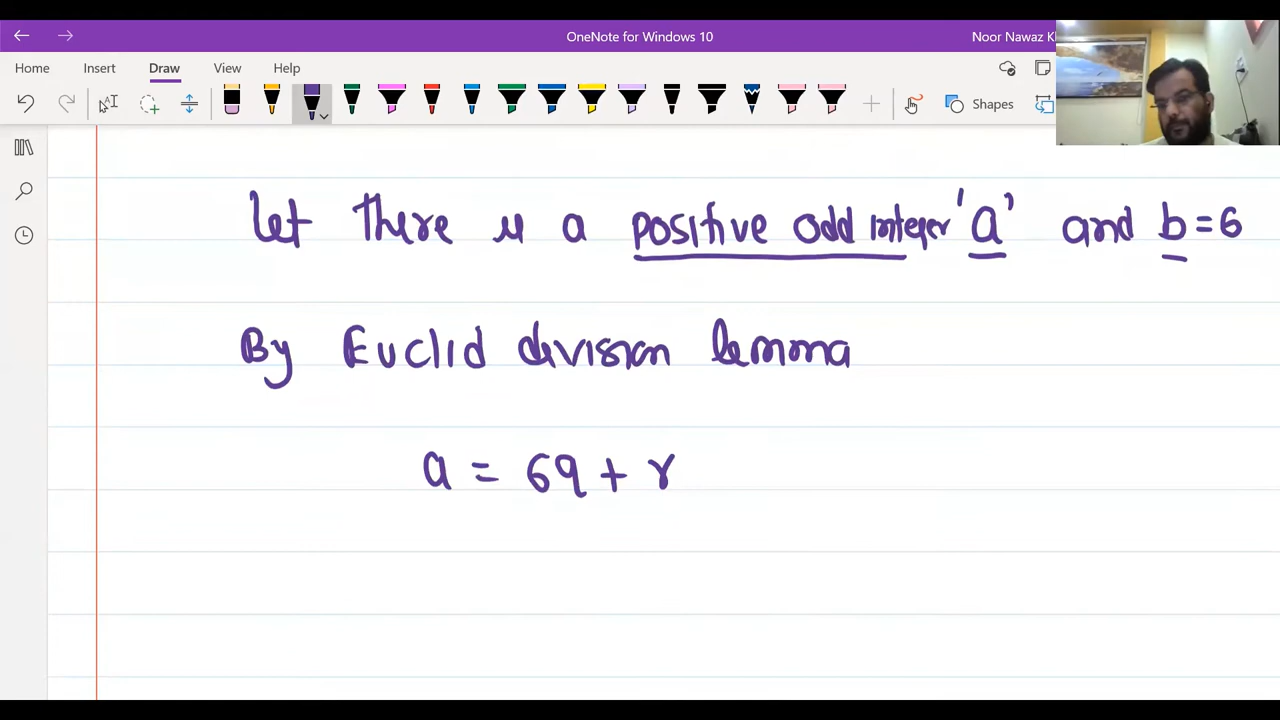 OneNote for Windows 10
Noor Nawaz
Home Insert Draw View Help
Shapes
Let there is a positive odd integer 'a' and b = 6
By Euclid division lemma
a = 6q + r